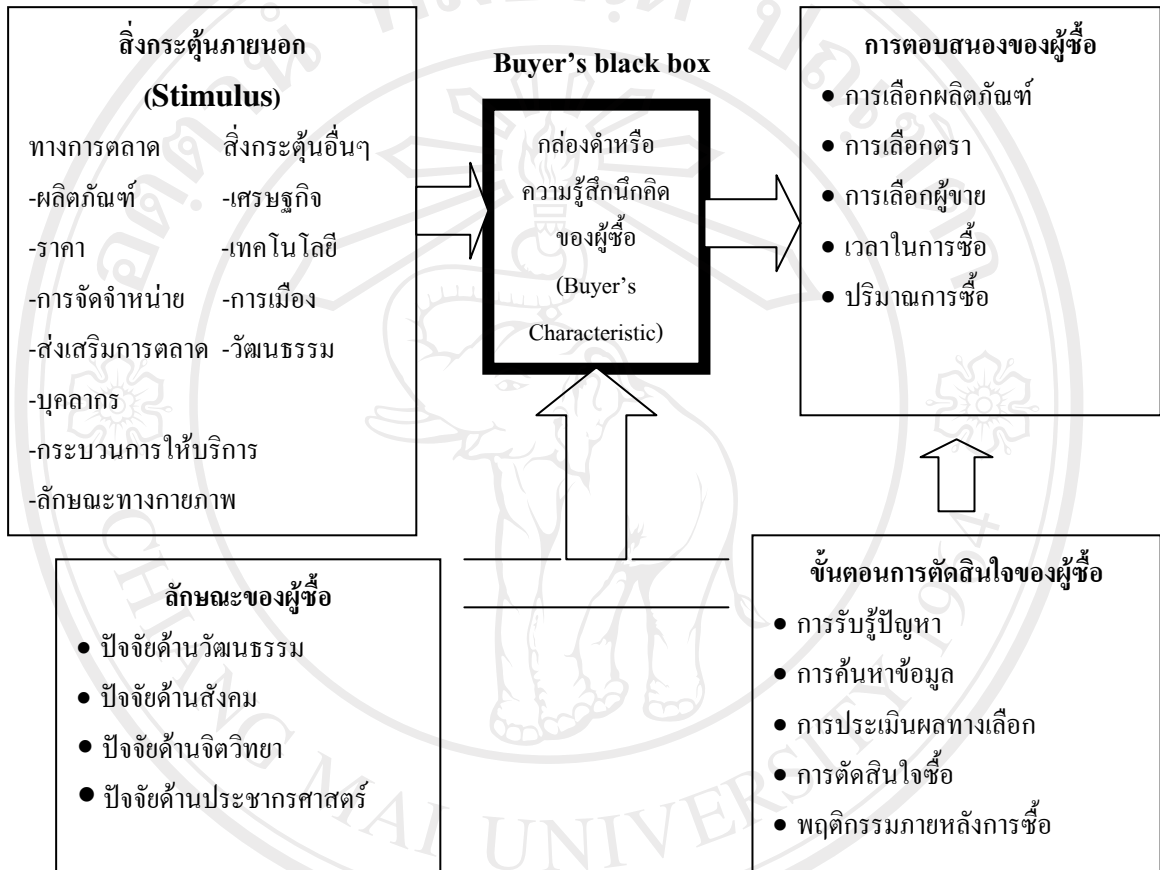 สิ่งกระตุ้นภายนอก
(Stimulus)
ทางการตลาด สิ่งกระตุ้นอื่นๆ
-ผลิตภัณฑ์ -เศรษฐกิจ
-ราคา -เทคโนโลยี
-การจัดจำหน่าย -การเมือง
-ส่งเสริมการตลาด -วัฒนธรรม
-บุคลากร
-กระบวนการให้บริการ
-ลักษณะทางกายภาพ
Buyer's black box
กล่องดำหรือ
ความรู้สึกนึกคิด
ของผู้ซื้อ
(Buyer's
Characteristic)
การตอบสนองของผู้ซื้อ
● การเลือกผลิตภัณฑ์
● การเลือกตรา
● การเลือกผู้ขาย
● เวลาในการซื้อ
● ปริมาณการซื้อ
ลักษณะของผู้ซื้อ
● ปัจจัยด้านวัฒนธรรม
● ปัจจัยด้านสังคม
● ปัจจัยด้านจิตวิทยา
● ปัจจัยด้านประชากรศาสตร์
ขั้นตอนการตัดสินใจของผู้ซื้อ
● การรับรู้ปัญหา
● การค้นหาข้อมูล
● การประเมินผลทางเลือก
● การตัดสินใจซื้อ
● พฤติกรรมภายหลังการซื้อ
CHIANG MAI UNIVERSITY 1964